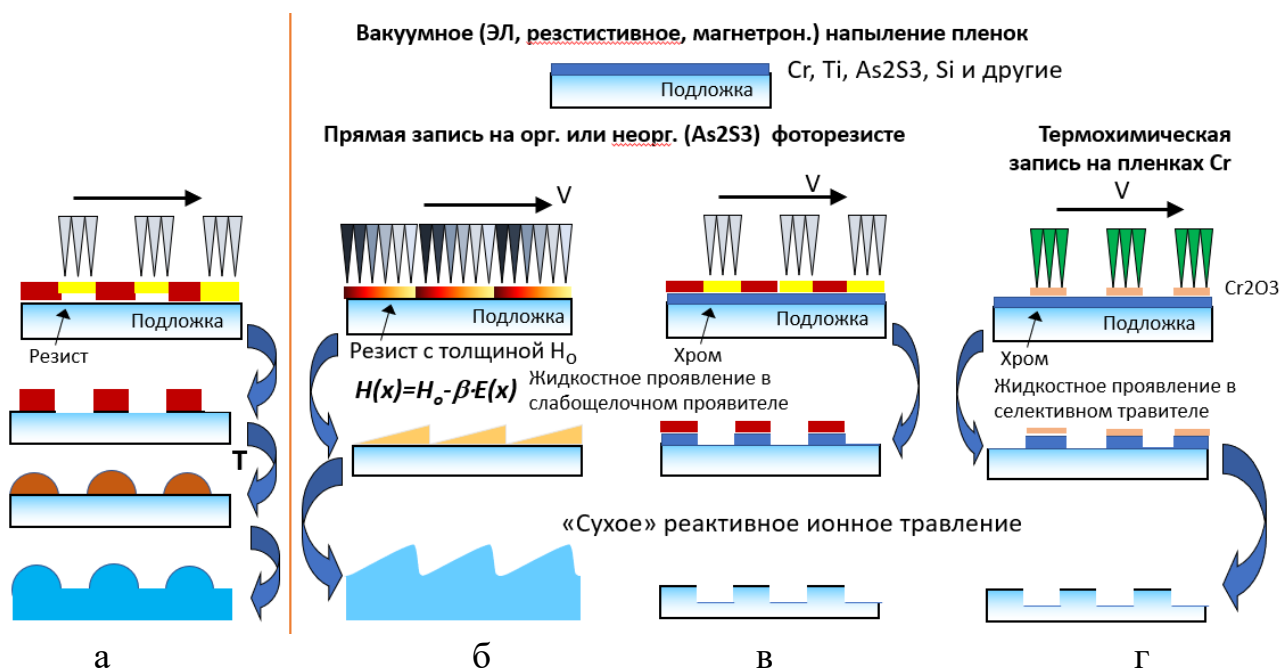 Вакуумное (ЭЛ, резстистивное, магнетрон.) напыление пленок
Cr, Ti, As2S3, Si и другие
Подложка
Прямая запись на орг. или неорг. (As2S3) фоторезисте
Термохимическая
запись на пленках Cr
V
V
V
Cr2O3
Подложка
Подложка
Подложка
Подложка
Резист
Резист с толщиной Hо
Хром
Хром
H(x)=Hо-β·E(x)
Жидкостное проявление в
слабощелочном проявителе
Жидкостное проявление в
селективном травителе
T
«Сухое» реактивное ионное травление
а
б
в
г